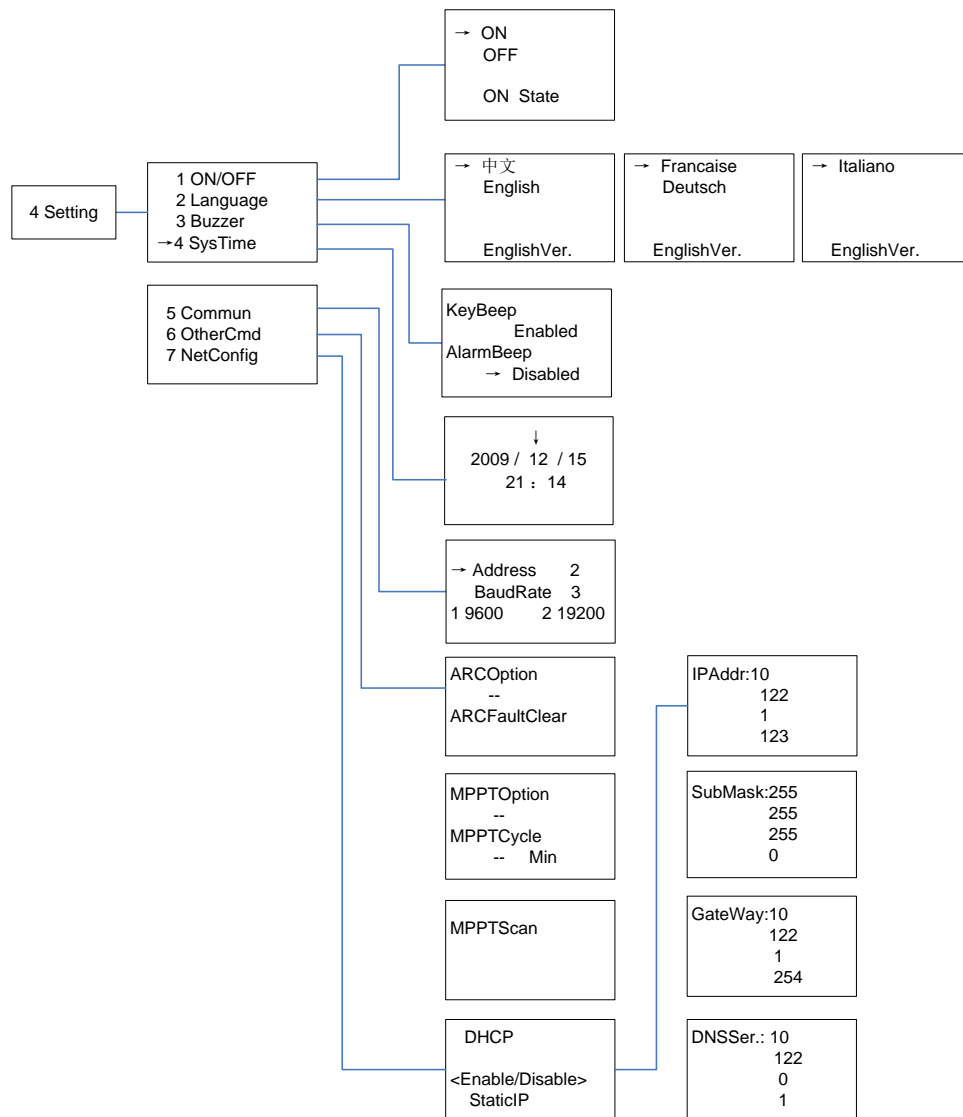 → ON
OFF
ON State
4 Setting
1 ON/OFF
2 Language
3 Buzzer
→4 SysTime
→ 中文
English
EnglishVer.
→ Francaise
Deutsch
EnglishVer.
→ Italiano
EnglishVer.
5 Commun
6 OtherCmd
7 NetConfig
KeyBeep
Enabled
AlarmBeep
→ Disabled
↓
2009 / 12 / 15
21 : 14
→ Address 2
BaudRate 3
1 9600 2 19200
ARCOption
--
ARCFaultClear
MPPTOption
--
MPPTCycle
-- Min
MPPTScan
DHCP
<Enable/Disable>
StaticIP
IPAddr:10
122
1
123
SubMask:255
255
255
0
GateWay:10
122
1
254
DNSSer.: 10
122
0
1